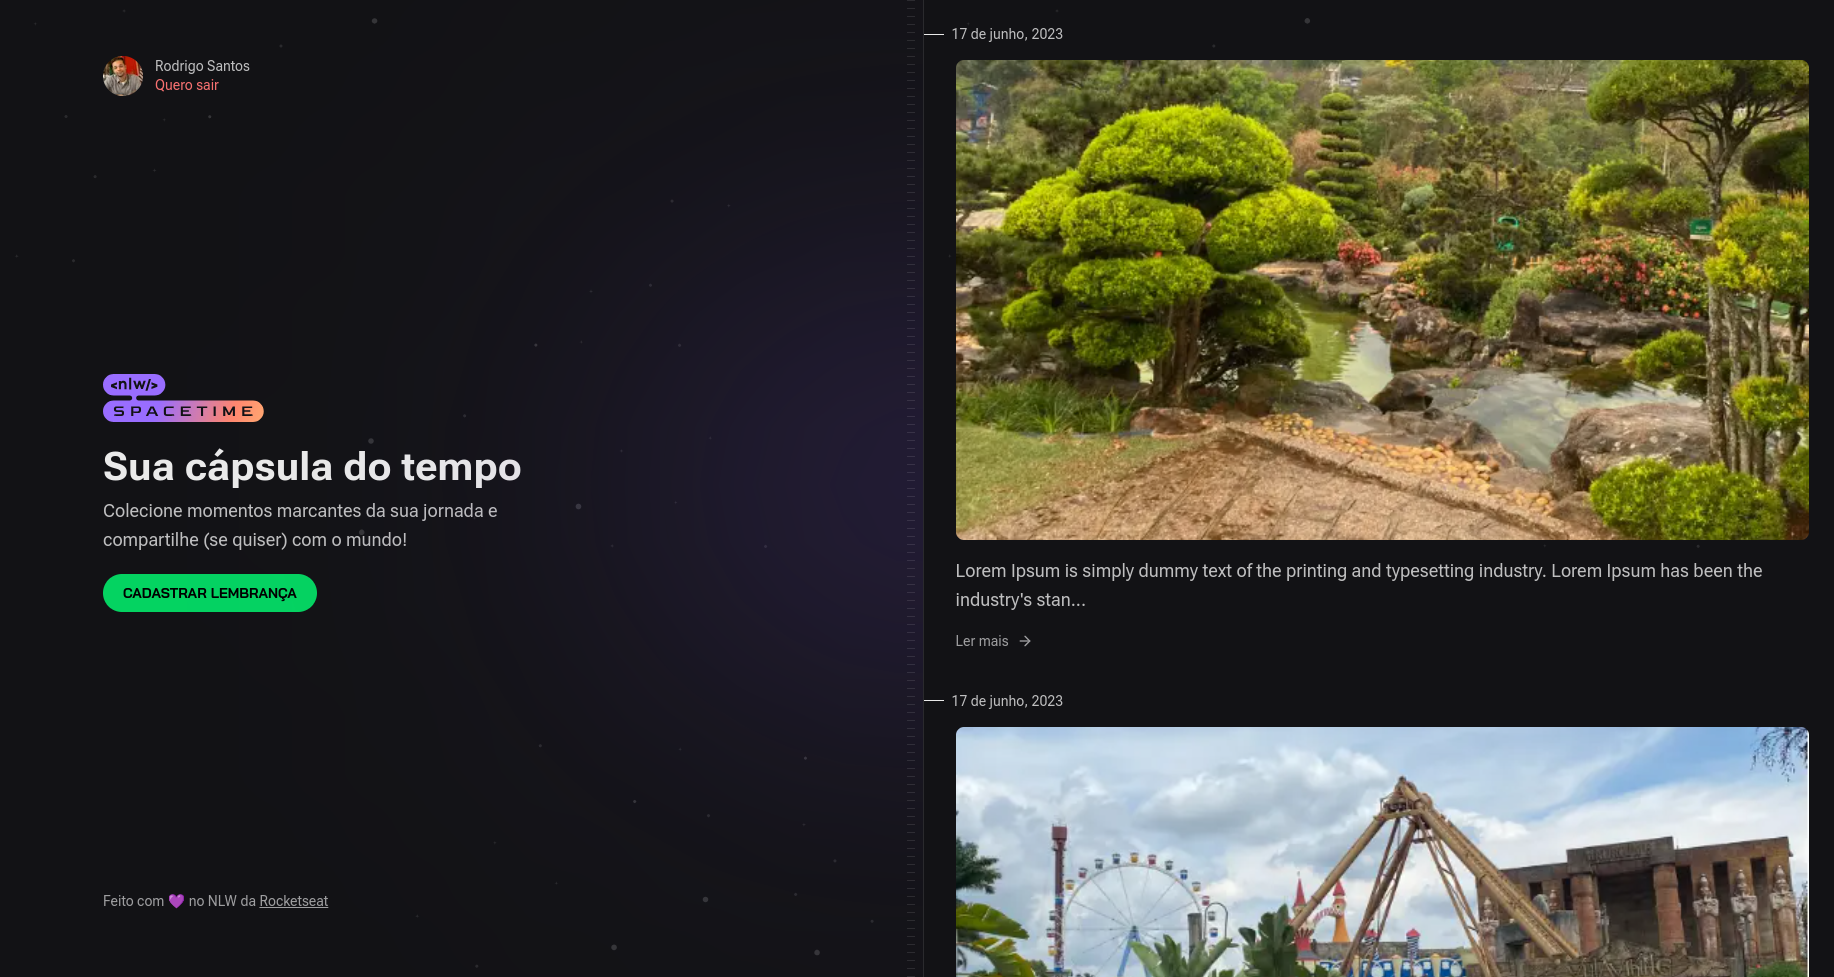 Rodrigo Santos
Quero sair
<nlw/>
SPACETIME
Sua cápsula do tempo
Colecione momentos marcantes da sua jornada e
compartilhe (se quiser) com o mundo!
CADASTRAR LEMBRANÇA
Feito com 💜 no NLW da Rocketseat
17 de junho, 2023
Lorem Ipsum is simply dummy text of the printing and typesetting industry. Lorem Ipsum has been the
industry's stan...
Ler mais →
17 de junho, 2023